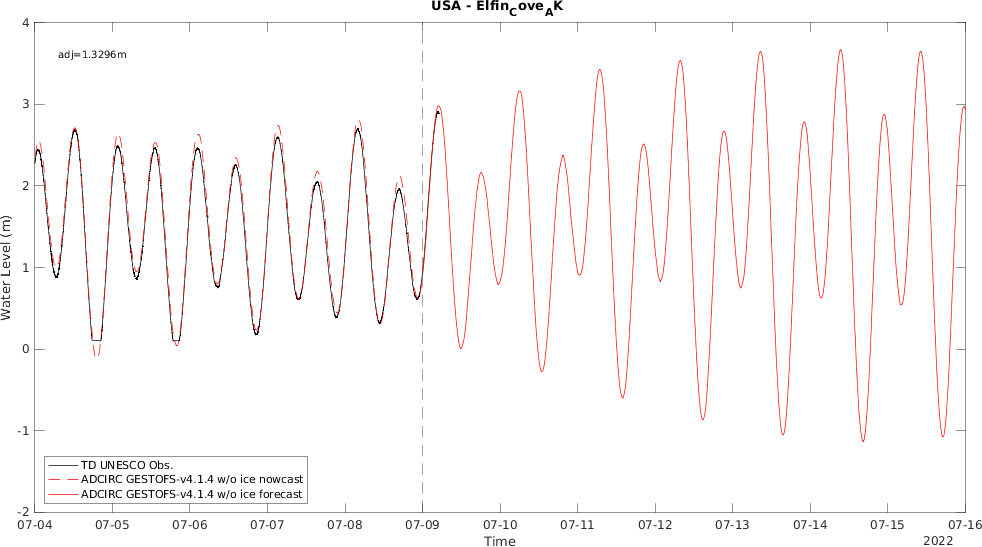 USA - ElfinCoveAK
4
adj=1.3296m
3
2
1
0
-1
-2
Water Level (m)
TD UNESCO Obs.
ADCIRC GESTOFS-v4.1.4 w/o ice nowcast
ADCIRC GESTOFS-v4.1.4 w/o ice forecast
07-04 07-05 07-06 07-07 07-08 07-09 07-10 07-11 07-12 07-13 07-14 07-15 07-16
Time
2022